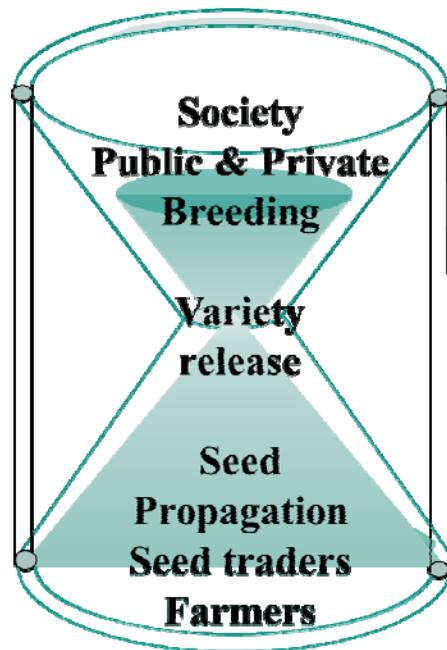 Society
Public & Private
Breeding
Variety
release
Seed
Propagation
Seed traders
Farmers